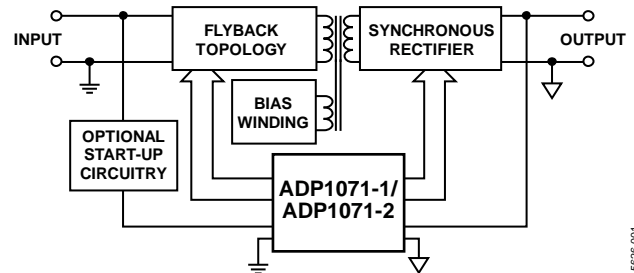 INPUT
FLYBACK
TOPOLOGY
SYNCHRONOUS
RECTIFIER
OUTPUT
BIAS
WINDING
OPTIONAL
START-UP
CIRCUITRY
ADP1071-1/
ADP1071-2